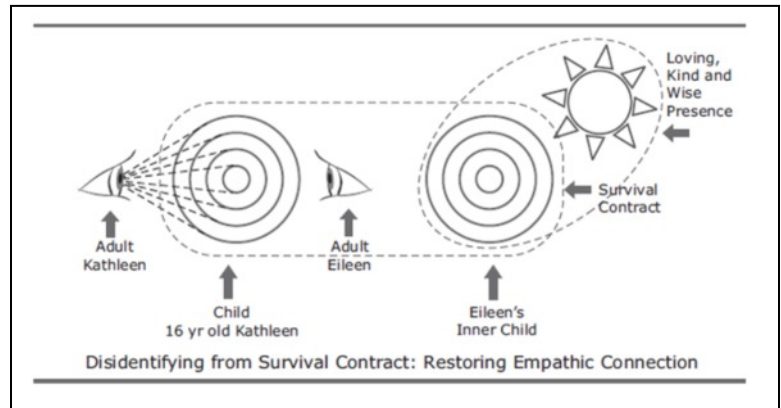 Loving,
Kind and
Wise
Presence
Survival
Contract
Adult
Kathleen
Adult
Eileen
Child
16 yr old Kathleen
Eileen's
Inner Child
Disidentifying from Survival Contract: Restoring Empathic Connection